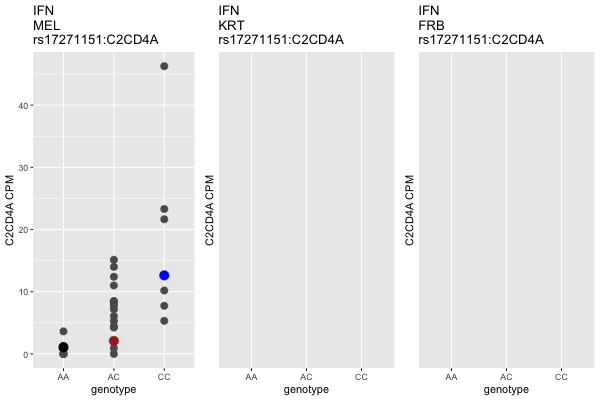 IFN
MEL
rs17271151:C2CD4A
C2CD4A CPM
40
30
20
10
0
AA AC CC
genotype
IFN
KRT
rs17271151:C2CD4A
C2CD4A CPM
AA AC CC
genotype
IFN
FRB
rs17271151:C2CD4A
C2CD4A CPM
AA AC CC
genotype